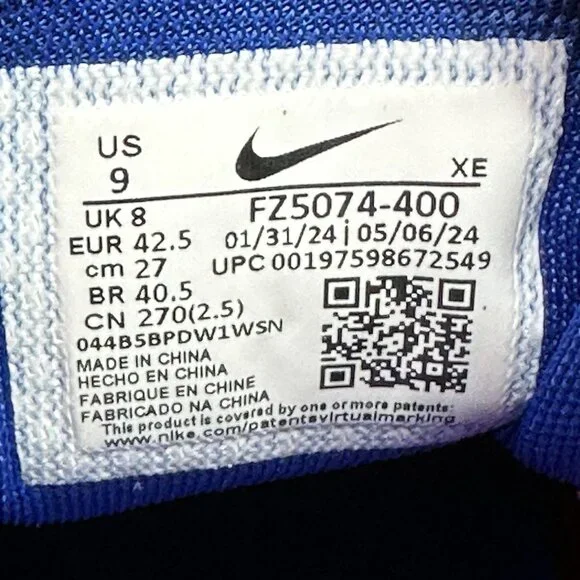 US
9
XE
UK 8
FZ5074-400
EUR 42.5
01/31/24 | 05/06/24
cm 27
UPC 00197598672549
BR 40.5
CN 270(2.5)
044B5BPDW1WSN
MADE IN CHINA
HECHO EN CHINA
FABRIQUE EN CHINE
FABRICADO NA CHINA
This product is covered by one or more patents:
www.nike.com/patentsvirtualmarking